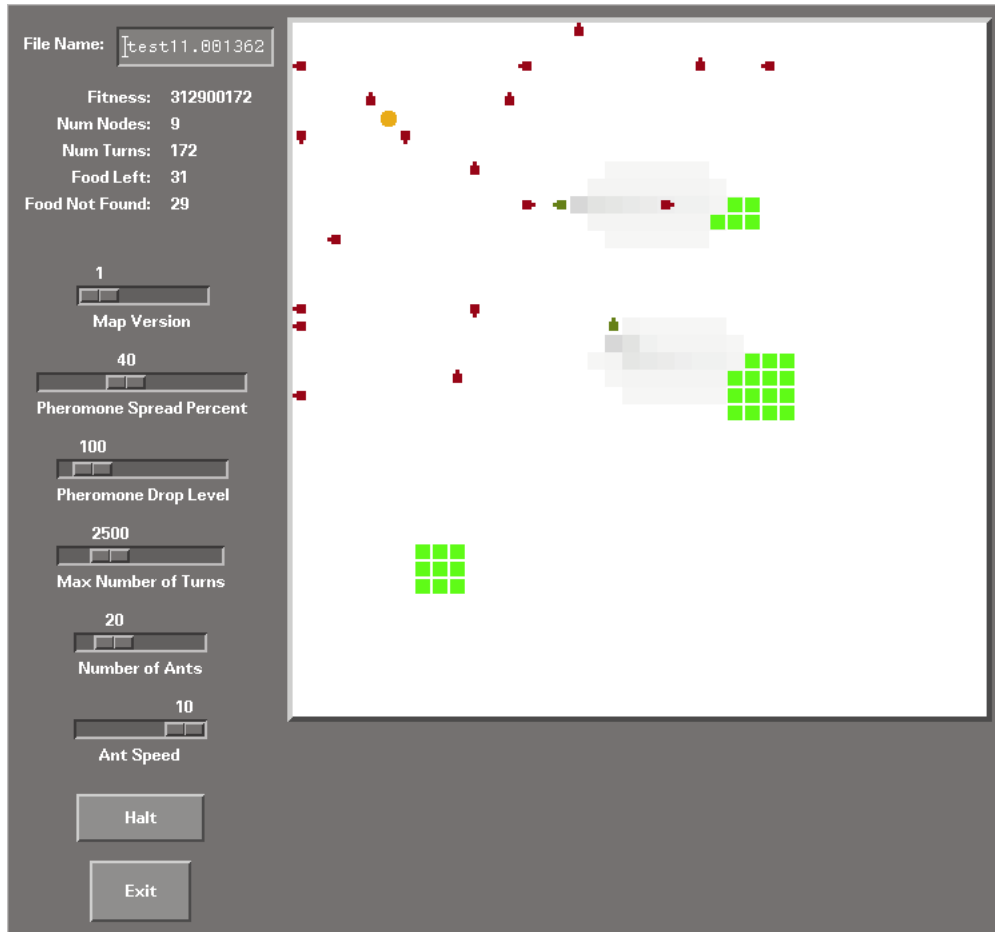 File Name: test11.001362
Fitness: 312900172
Num Nodes: 9
Num Turns: 172
Food Left: 31
Food Not Found: 29
1
Map Version
40
Pheromone Spread Percent
100
Pheromone Drop Level
2500
Max Number of Turns
20
Number of Ants
10
Ant Speed
Halt
Exit